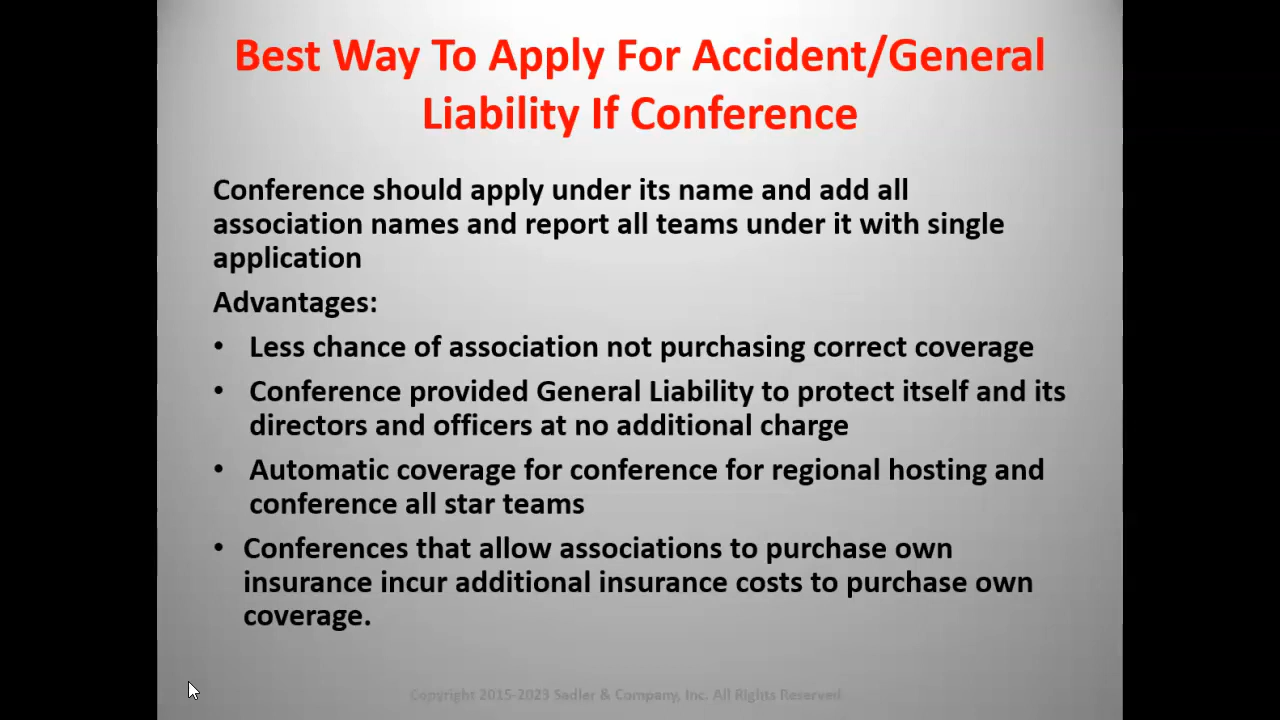 Best Way To Apply For Accident/General
Liability If Conference
Conference should apply under its name and add all
association names and report all teams under it with single
application
Advantages:
• Less chance of association not purchasing correct coverage
• Conference provided General Liability to protect itself and its
directors and officers at no additional charge
• Automatic coverage for conference for regional hosting and
conference all star teams
• Conferences that allow associations to purchase own
insurance incur additional insurance costs to purchase own
coverage.
Copyright 2015-2023 Sadler & Company, Inc. All Rights Reserved